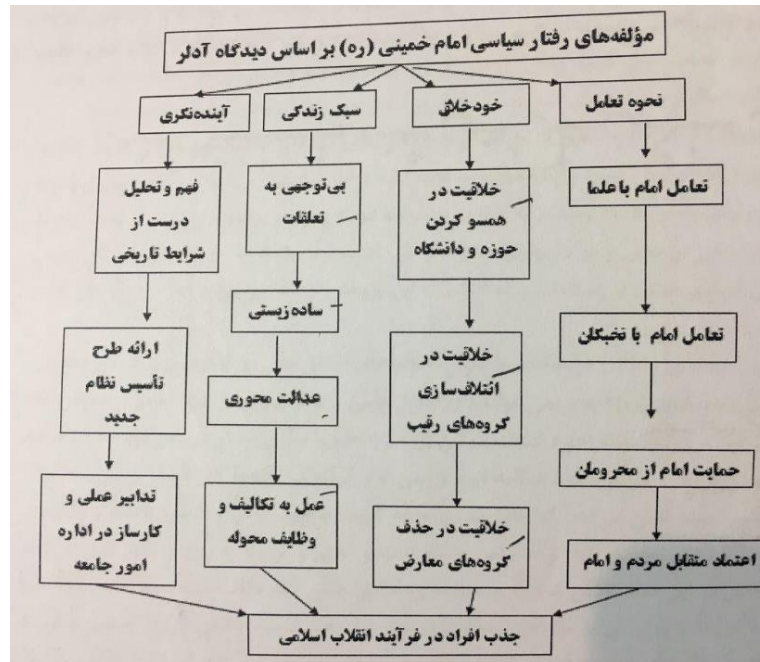 مؤلفه‌های رفتار سیاسی امام خمینی (ره) بر اساس دیدگاه آدلر
نحوه تعامل
خودخلاق
سبک زندگی
آینده‌نگری
تعامل امام با علما
خلاقیت در
همسو کردن
حوزه و دانشگاه
بی‌توجهی به
تعلقات
فهم و تحلیل
درست از
شرایط تاریخی
ساده‌زیستی
تعامل امام با نخبگان
خلاقیت در
ائتلاف‌سازی
گروه‌های رقیب
عدالت محوری
ارائه طرح
تأسیس نظام
جدید
حمایت امام از محرومان
اعتماد متقابل مردم و امام
خلاقیت در حذف
گروه‌های معارض
عمل به تکالیف و
وظایف محوله
تدابیر عملی و
کارساز در اداره
امور جامعه
جذب افراد در فرآیند انقلاب اسلامی